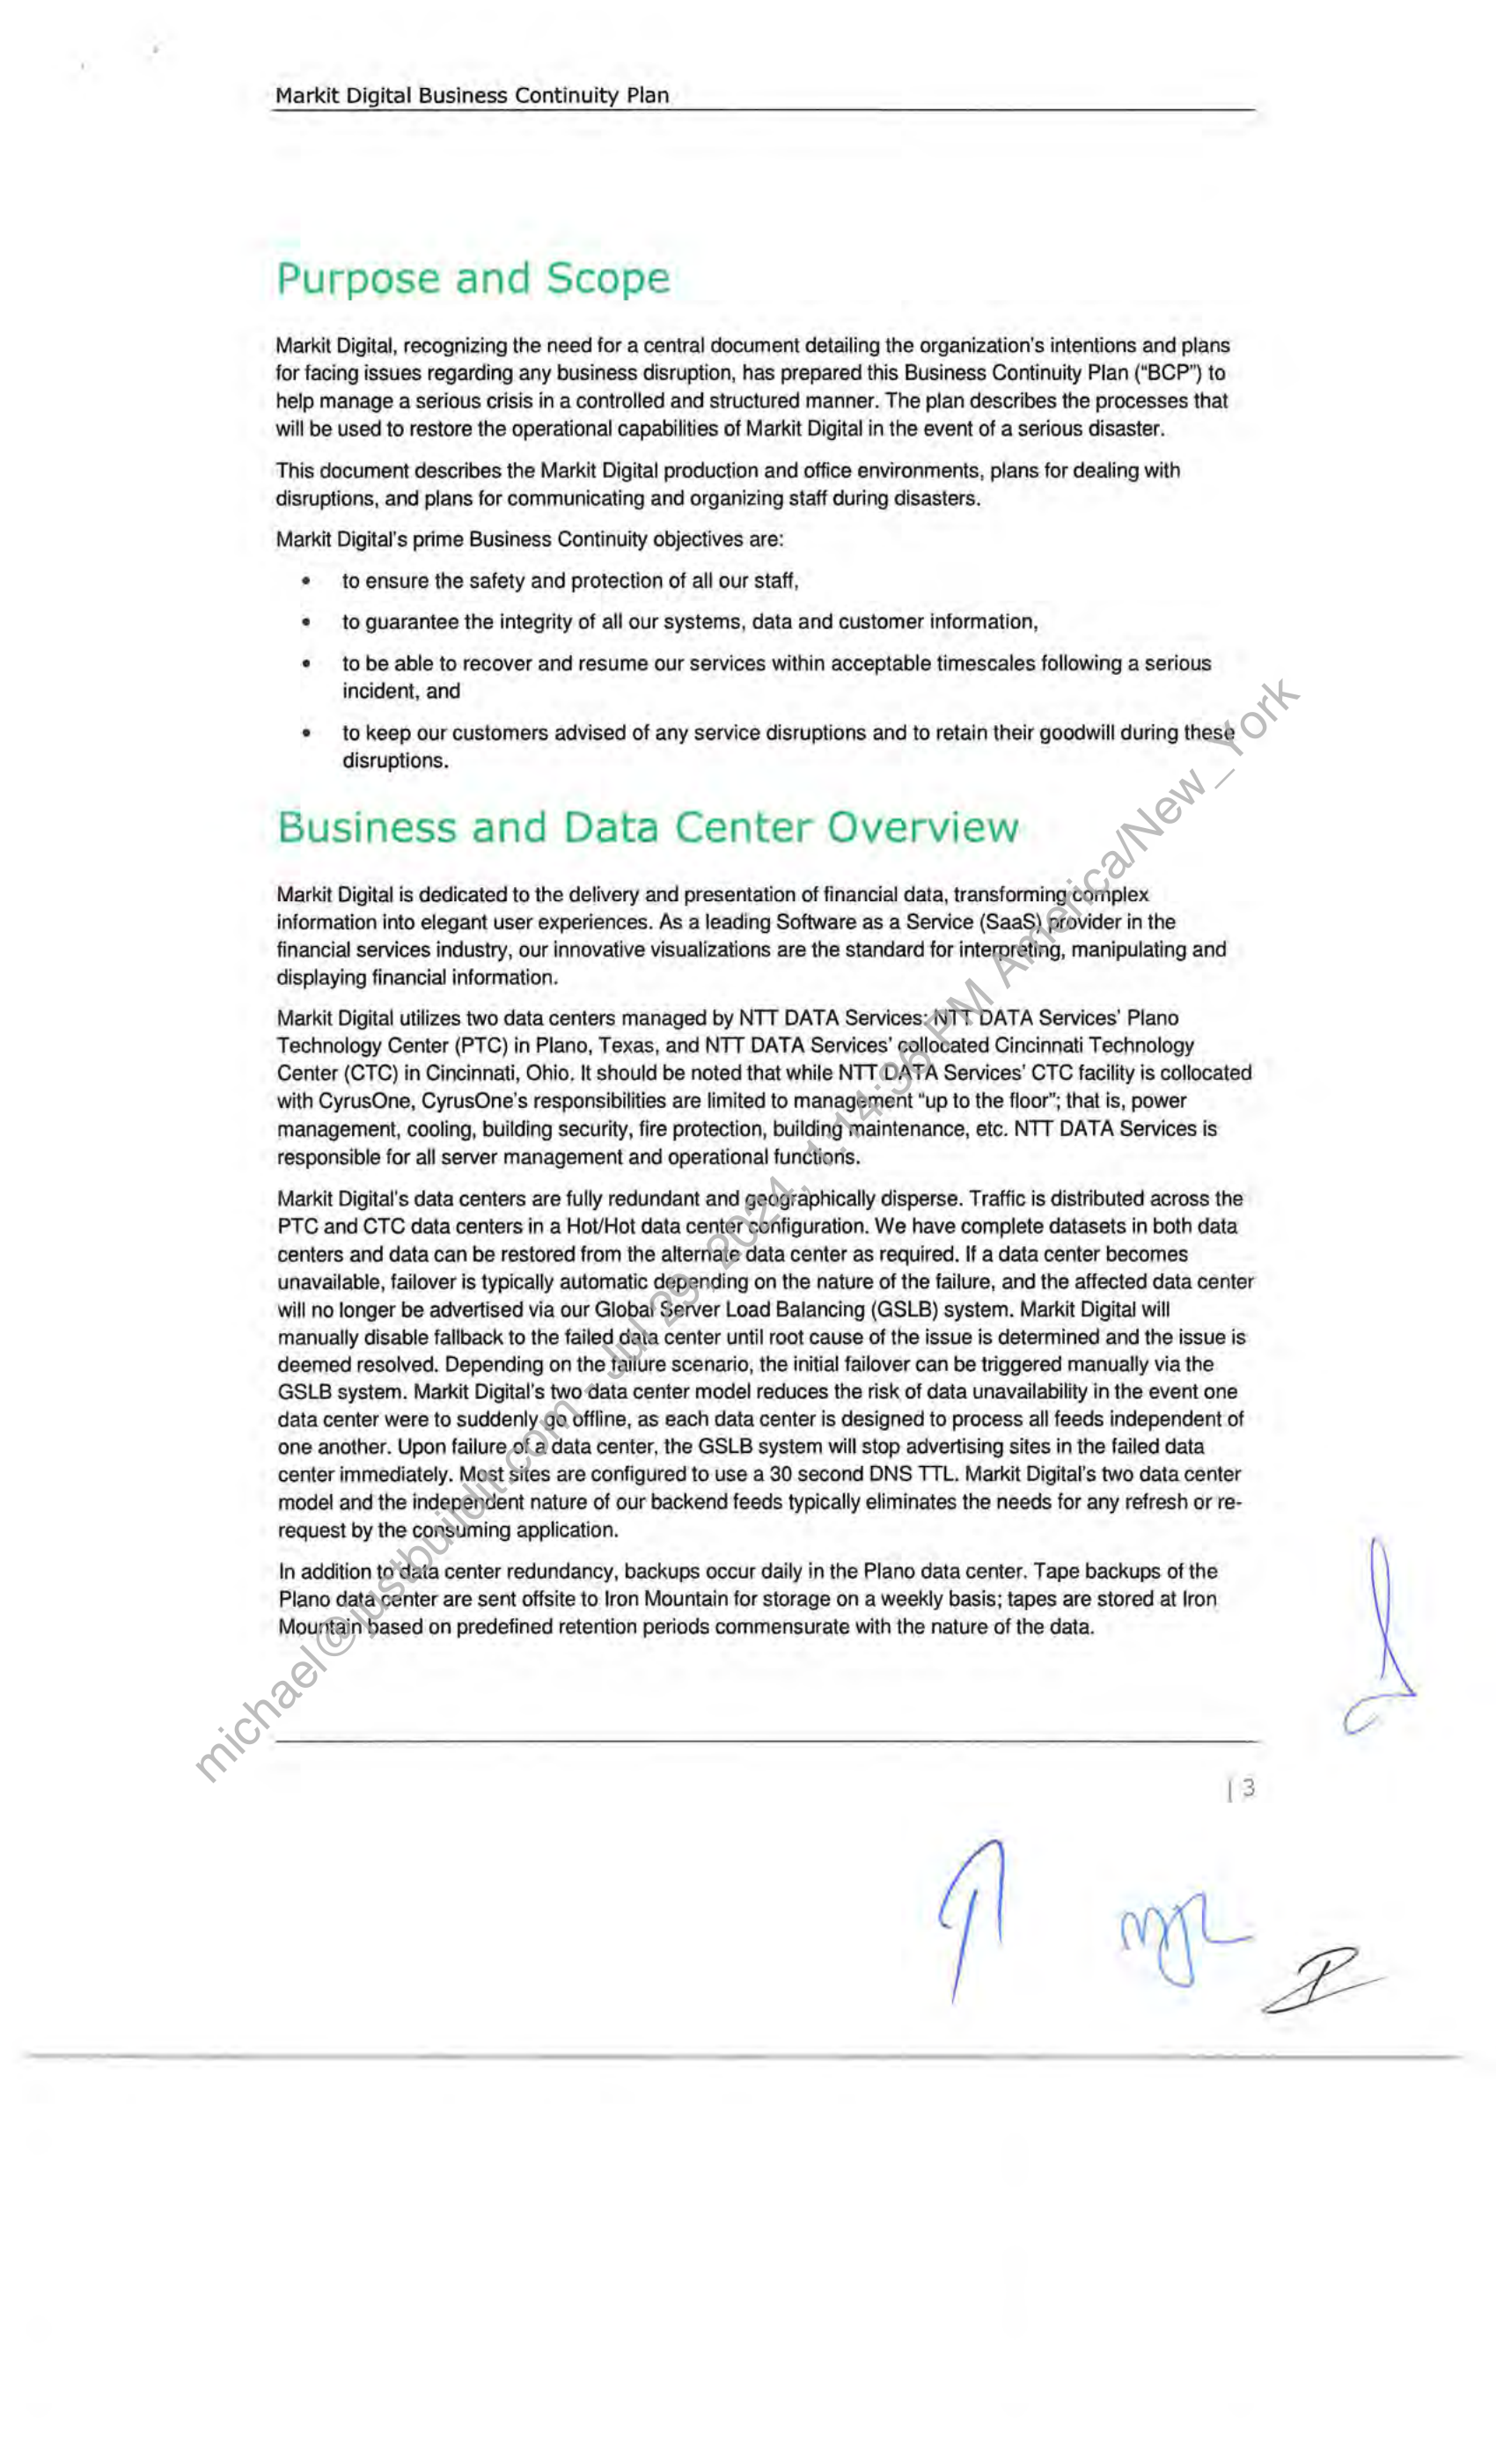 Markit Digital Business Continuity Plan
Purpose and Scope
Markit Digital, recognizing the need for a central document detailing the organization's intentions and plans
for facing issues regarding any business disruption, has prepared this Business Continuity Plan (“BCP”) to
help manage a serious crisis in a controlled and structured manner. The plan describes the processes that
will be used to restore the operational capabilities of Markit Digital in the event of a serious disaster.
This document describes the Markit Digital production and office environments, plans for dealing with
disruptions, and plans for communicating and organizing staff during disasters.
Markit Digital's prime Business Continuity objectives are:
• to ensure the safety and protection of all our staff,
• to guarantee the integrity of all our systems, data and customer information,
• to be able to recover and resume our services within acceptable timescales following a serious
incident, and
• to keep our customers advised of any service disruptions and to retain their goodwill during these
disruptions.
Business and Data Center Overview
Markit Digital is dedicated to the delivery and presentation of financial data, transforming complex
information into elegant user experiences. As a leading Software as a Service (SaaS) provider in the
financial services industry, our innovative visualizations are the standard for interpreting, manipulating and
displaying financial information.
Markit Digital utilizes two data centers managed by NTT DATA Services: NTT DATA Services' Plano
Technology Center (PTC) in Plano, Texas, and NTT DATA Services' collocated Cincinnati Technology
Center (CTC) in Cincinnati, Ohio. It should be noted that while NTT DATA Services' CTC facility is collocated
with CyrusOne, CyrusOne's responsibilities are limited to management “up to the floor”; that is, power
management, cooling, building security, fire protection, building maintenance, etc. NTT DATA Services is
responsible for all server management and operational functions.
Markit Digital's data centers are fully redundant and geographically disperse. Traffic is distributed across the
PTC and CTC data centers in a Hot/Hot data center configuration. We have complete datasets in both data
centers and data can be restored from the alternate data center as required. If a data center becomes
unavailable, failover is typically automatic depending on the nature of the failure, and the affected data center
will no longer be advertised via our Global Server Load Balancing (GSLB) system. Markit Digital will
manually disable fallback to the failed data center until root cause of the issue is determined and the issue is
deemed resolved. Depending on the failure scenario, the initial failover can be triggered manually via the
GSLB system. Markit Digital's two data center model reduces the risk of data unavailability in the event one
data center were to suddenly go offline, as each data center is designed to process all feeds independent of
one another. Upon failure of a data center, the GSLB system will stop advertising sites in the failed data
center immediately. Most sites are configured to use a 30 second DNS TTL. Markit Digital's two data center
model and the independent nature of our backend feeds typically eliminates the needs for any refresh or re-
request by the consuming application.
In addition to data center redundancy, backups occur daily in the Plano data center. Tape backups of the
Plano data center are sent offsite to Iron Mountain for storage on a weekly basis; tapes are stored at Iron
Mountain based on predefined retention periods commensurate with the nature of the data.
michael@justbuildit.com - Jul 29, 2024, 1:14:36 PM America/New_York
| 3